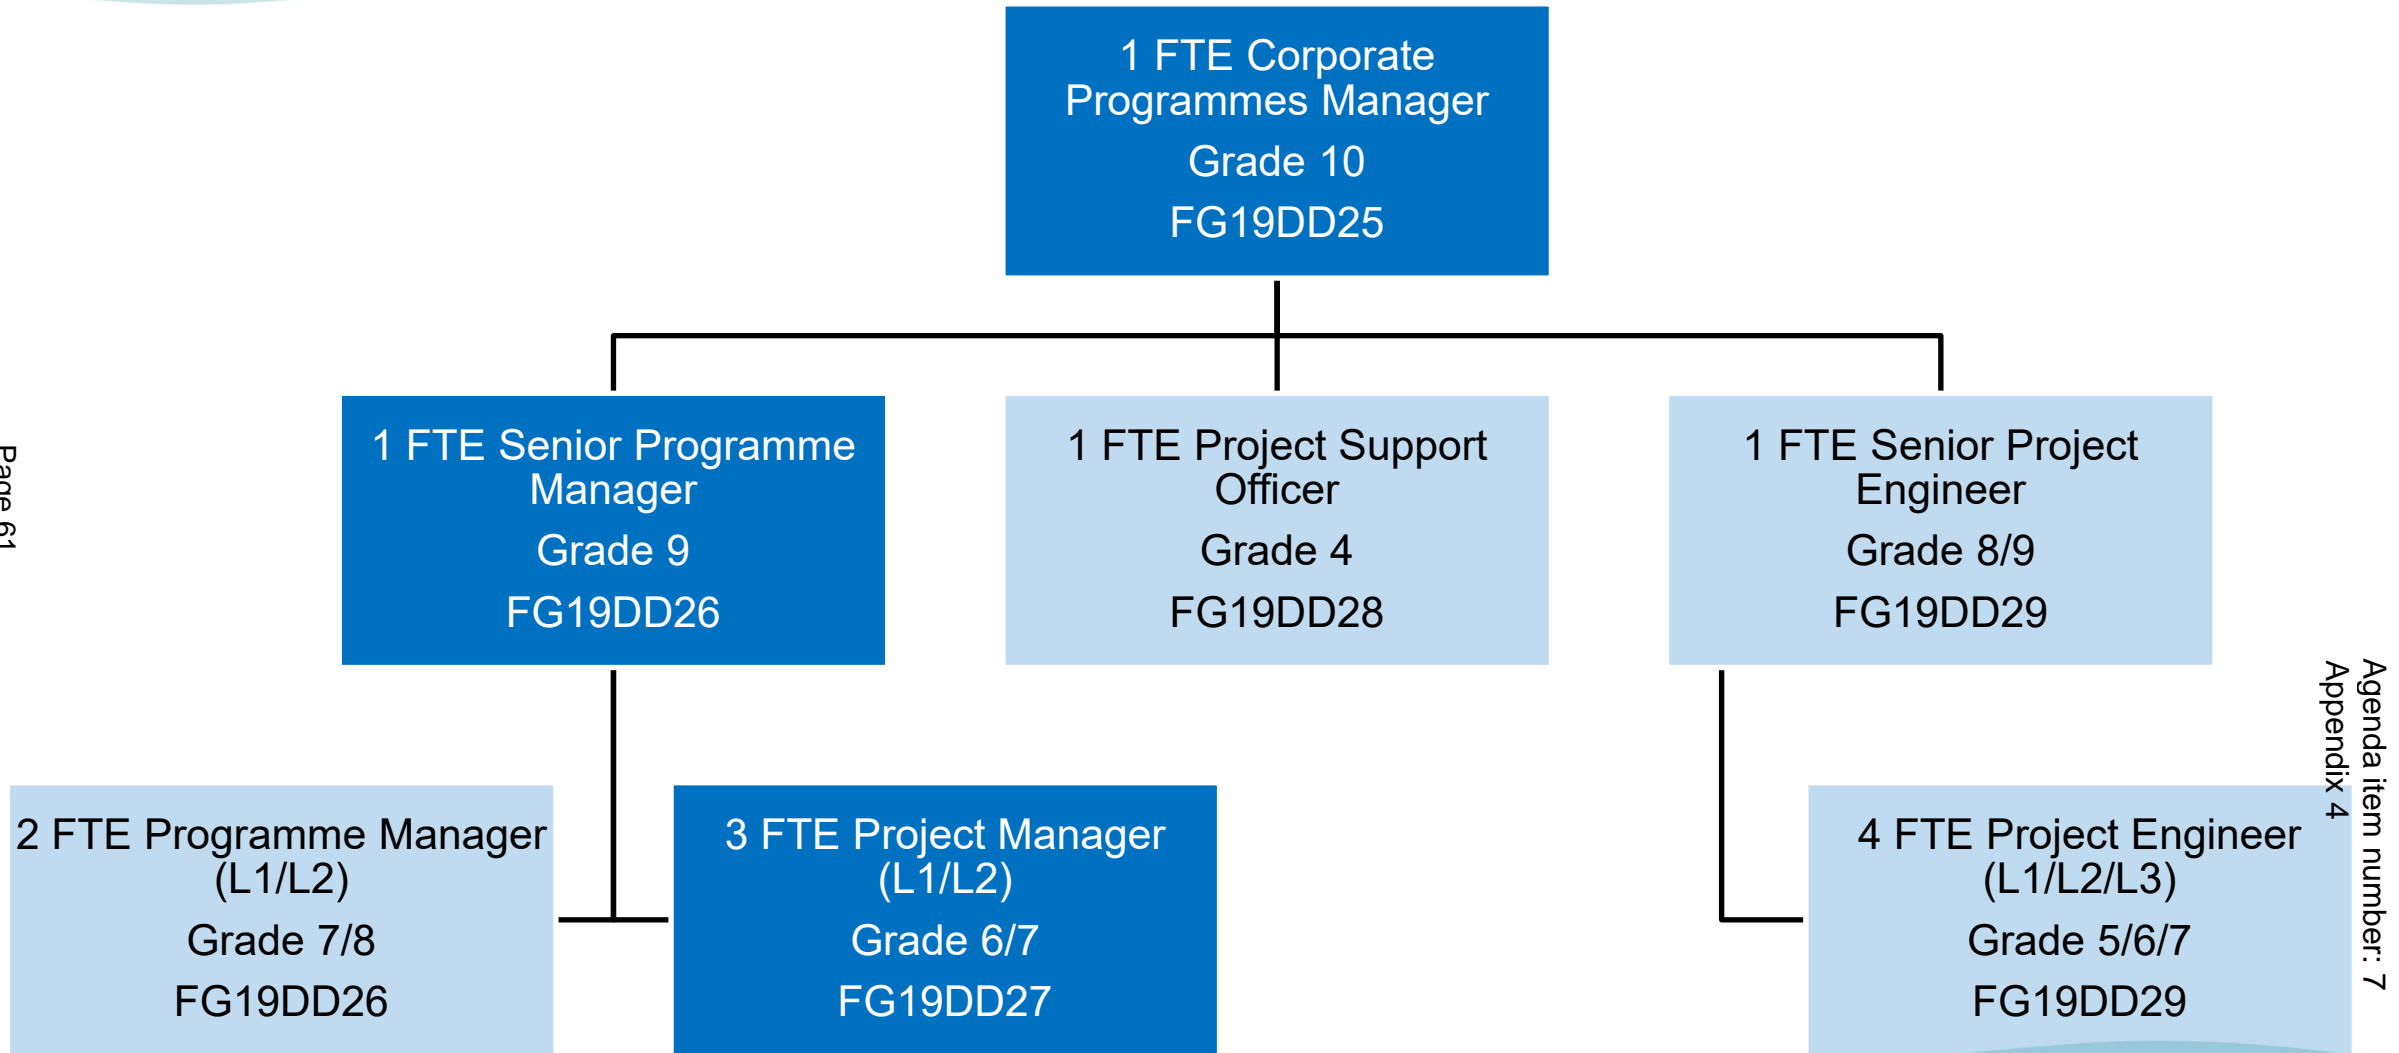 1 FTE Corporate
Programmes Manager
Grade 10
FG19DD25
1 FTE Senior Programme
Manager
Grade 9
FG19DD26
1 FTE Project Support
Officer
Grade 4
FG19DD28
1 FTE Senior Project
Engineer
Grade 8/9
FG19DD29
2 FTE Programme Manager
(L1/L2)
Grade 7/8
FG19DD26
3 FTE Project Manager
(L1/L2)
Grade 6/7
FG19DD27
4 FTE Project Engineer
(L1/L2/L3)
Grade 5/6/7
FG19DD29
Page 61
Agenda item number: 7
Appendix 4